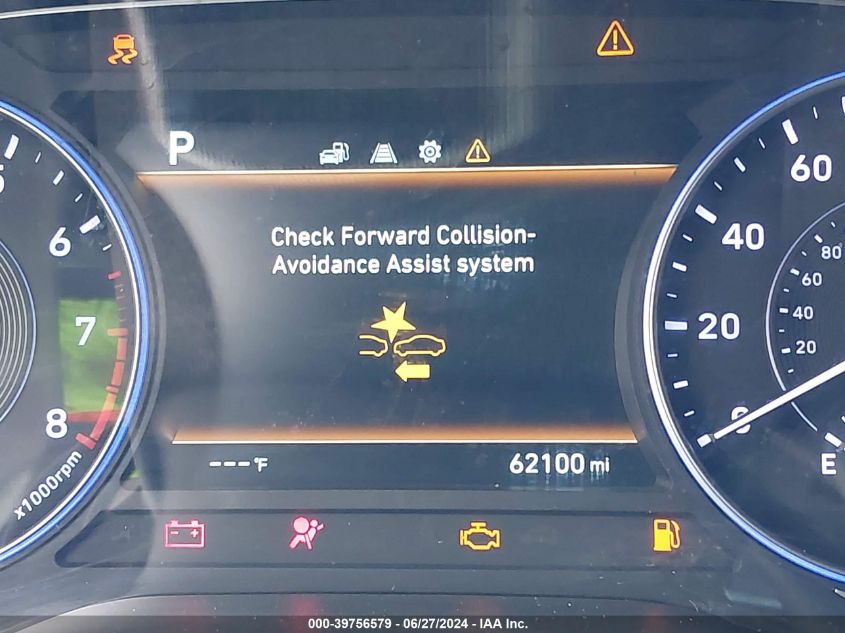 P
Check Forward Collision-
Avoidance Assist system
---°F
62100 mi
6
7
8
x1000rpm
60
40
20
0
80
60
40
20
E
000-39756579 - 06/27/2024 - IAA Inc.